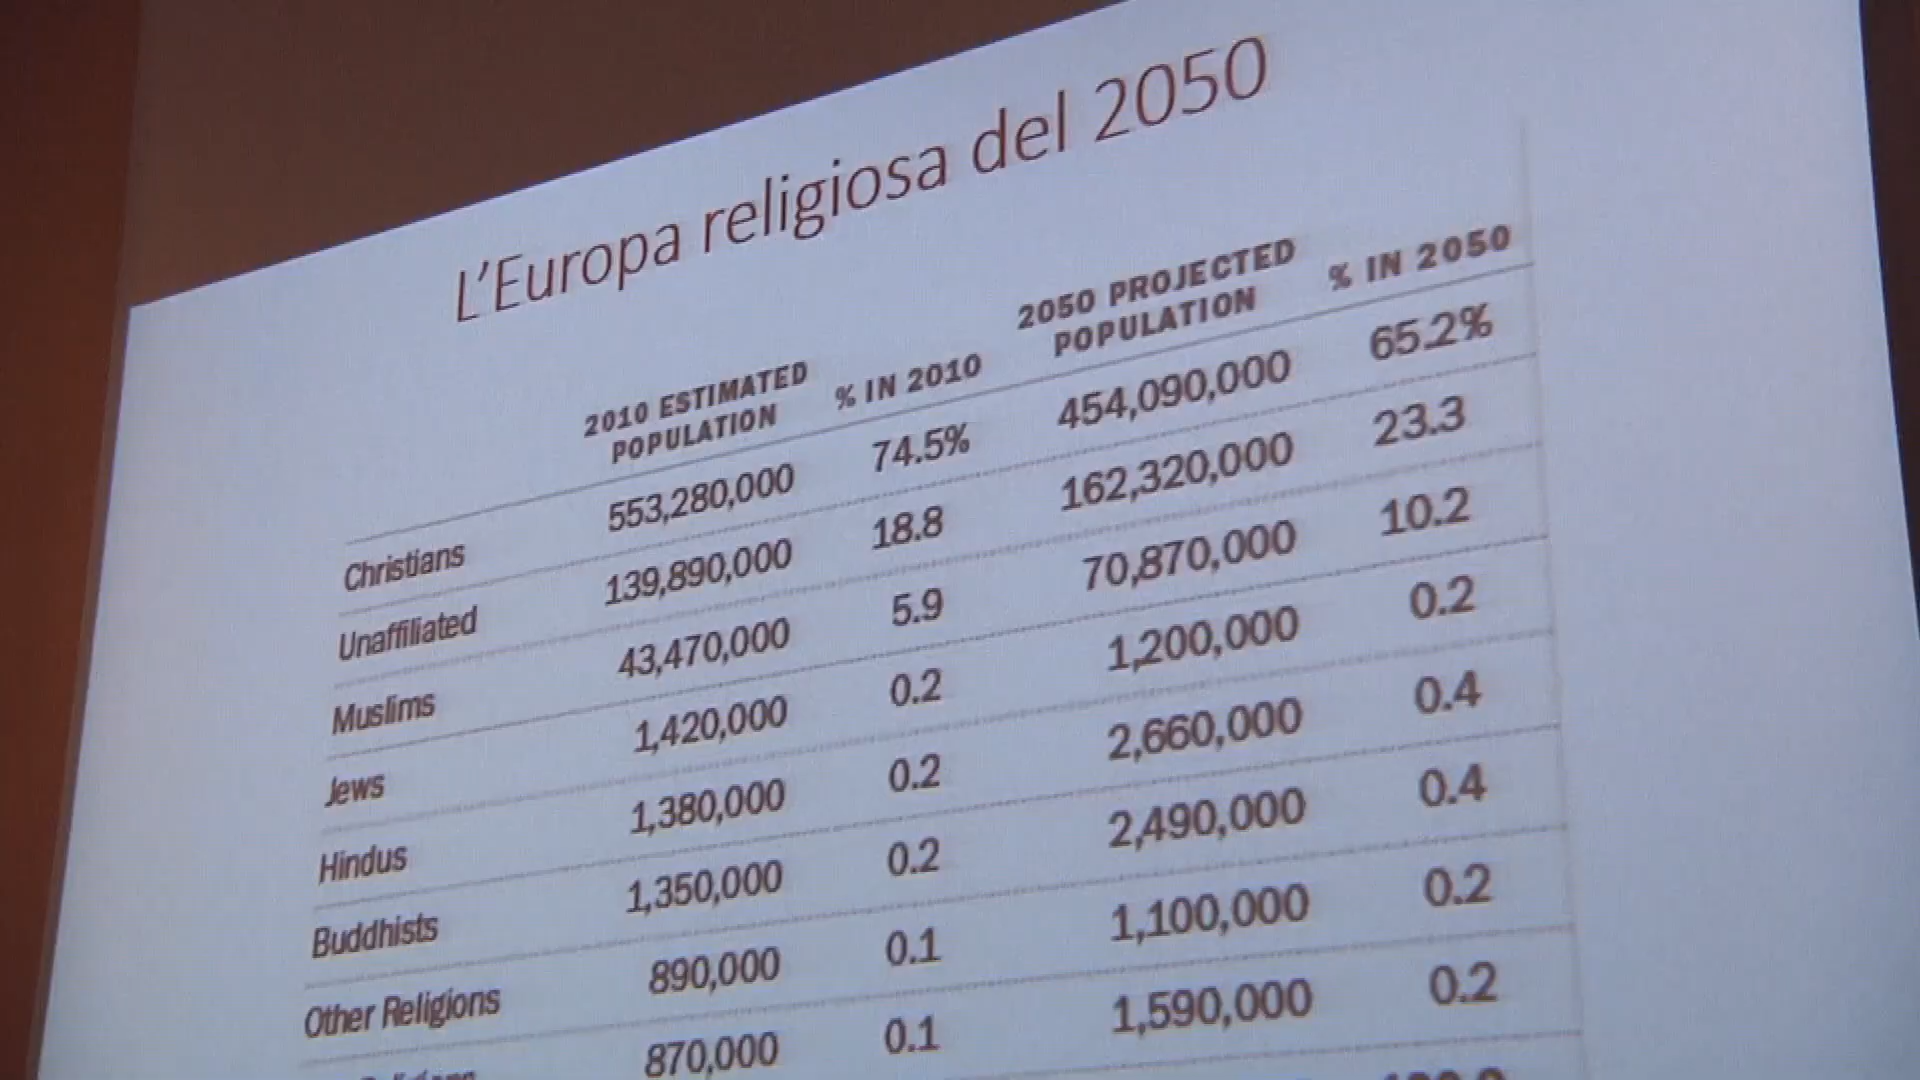 L'Europa religiosa del 2050
2010 ESTIMATED POPULATION % IN 2010 2050 PROJECTED POPULATION % IN 2050
Christians 553,280,000 74.5% 454,090,000 65.2%
Unaffiliated 139,890,000 18.8 162,320,000 23.3
Muslims 43,470,000 5.9 70,870,000 10.2
Jews 1,420,000 0.2 1,200,000 0.2
Hindus 1,380,000 0.2 2,660,000 0.4
Buddhists 1,350,000 0.2 2,490,000 0.4
Other Religions 890,000 0.1 1,100,000 0.2
870,000 0.1 1,590,000 0.2